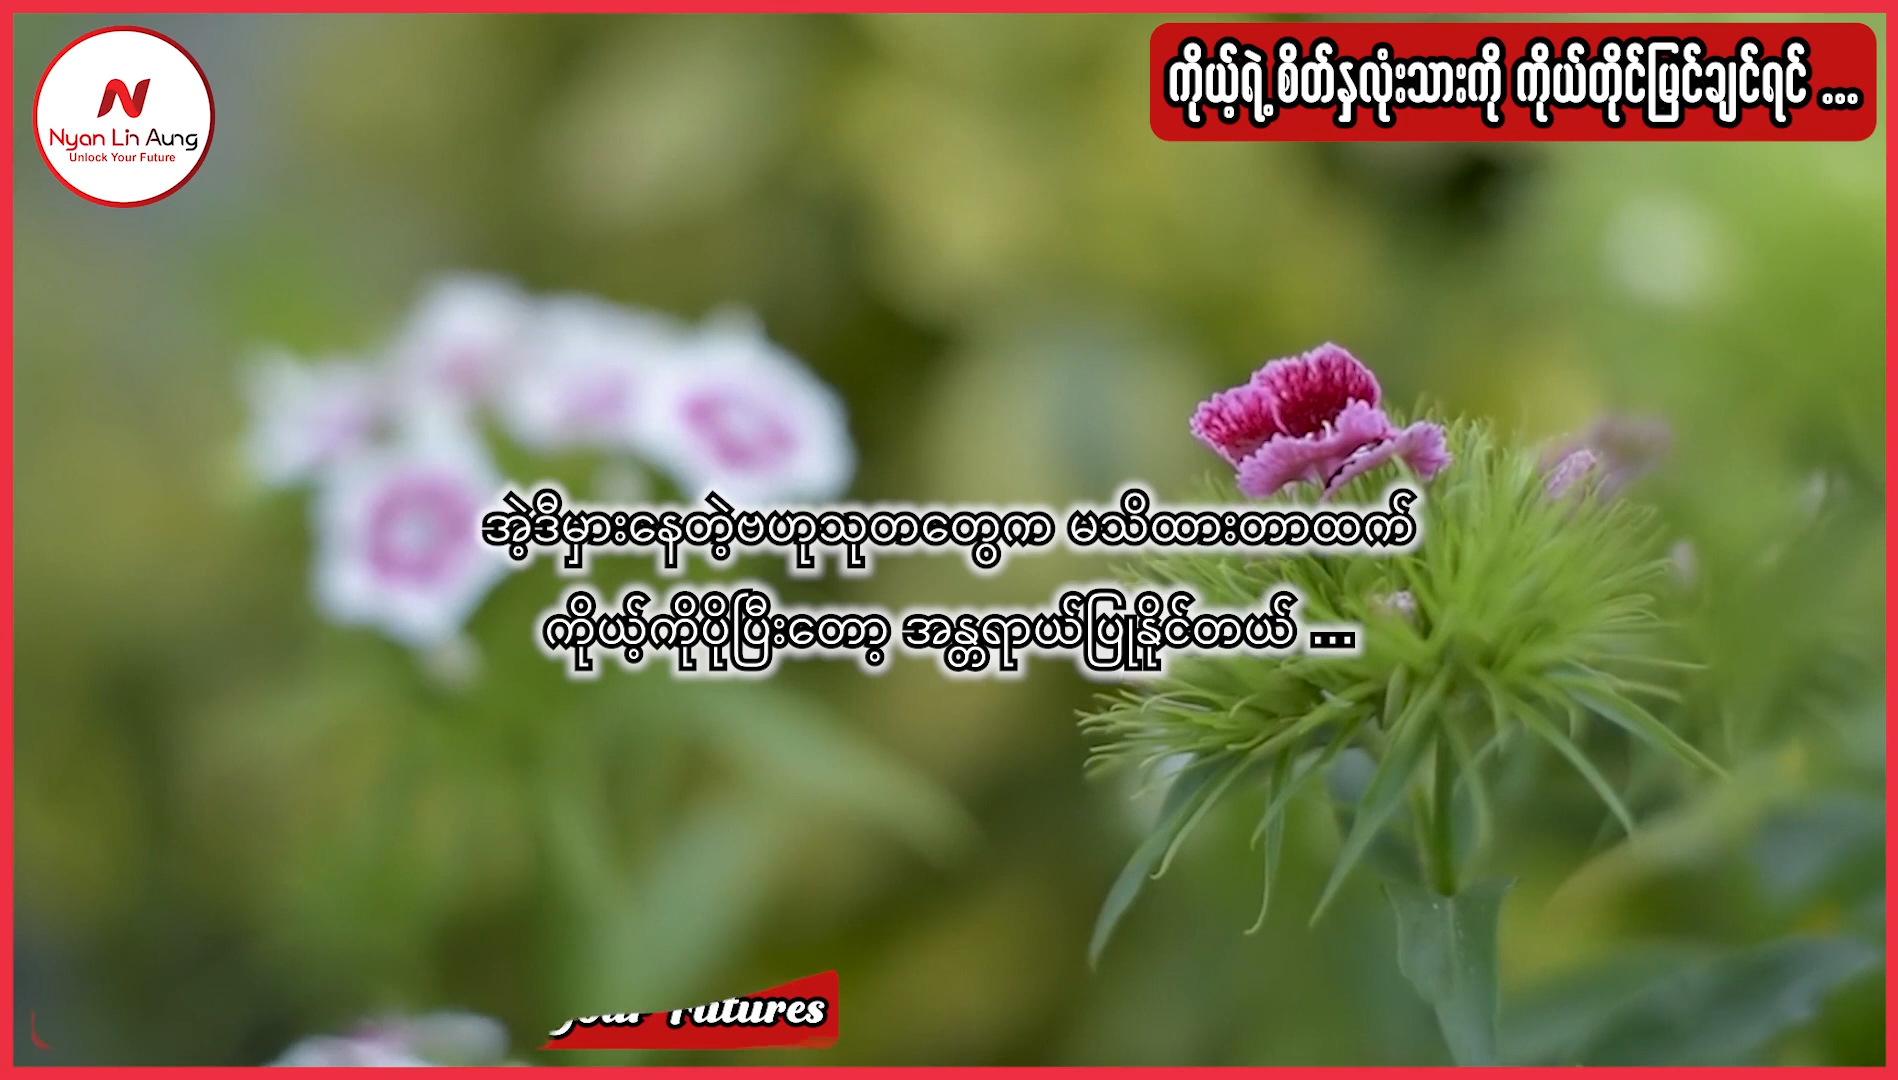 Nyan Lin Aung
Unlock Your Future
ကိုယ့်ရဲ့ စိတ်နှလုံးသားကို ကိုယ်တိုင်မြင်ချင်ရင် ...
အဲ့ဒီမှားနေတဲ့ဗဟုသုတတွေက မသိထားတာထက်
ကိုယ့်ကိုပိုပြီးတော့ အန္တရာယ်ပြုနိုင်တယ် ...
Your Futures